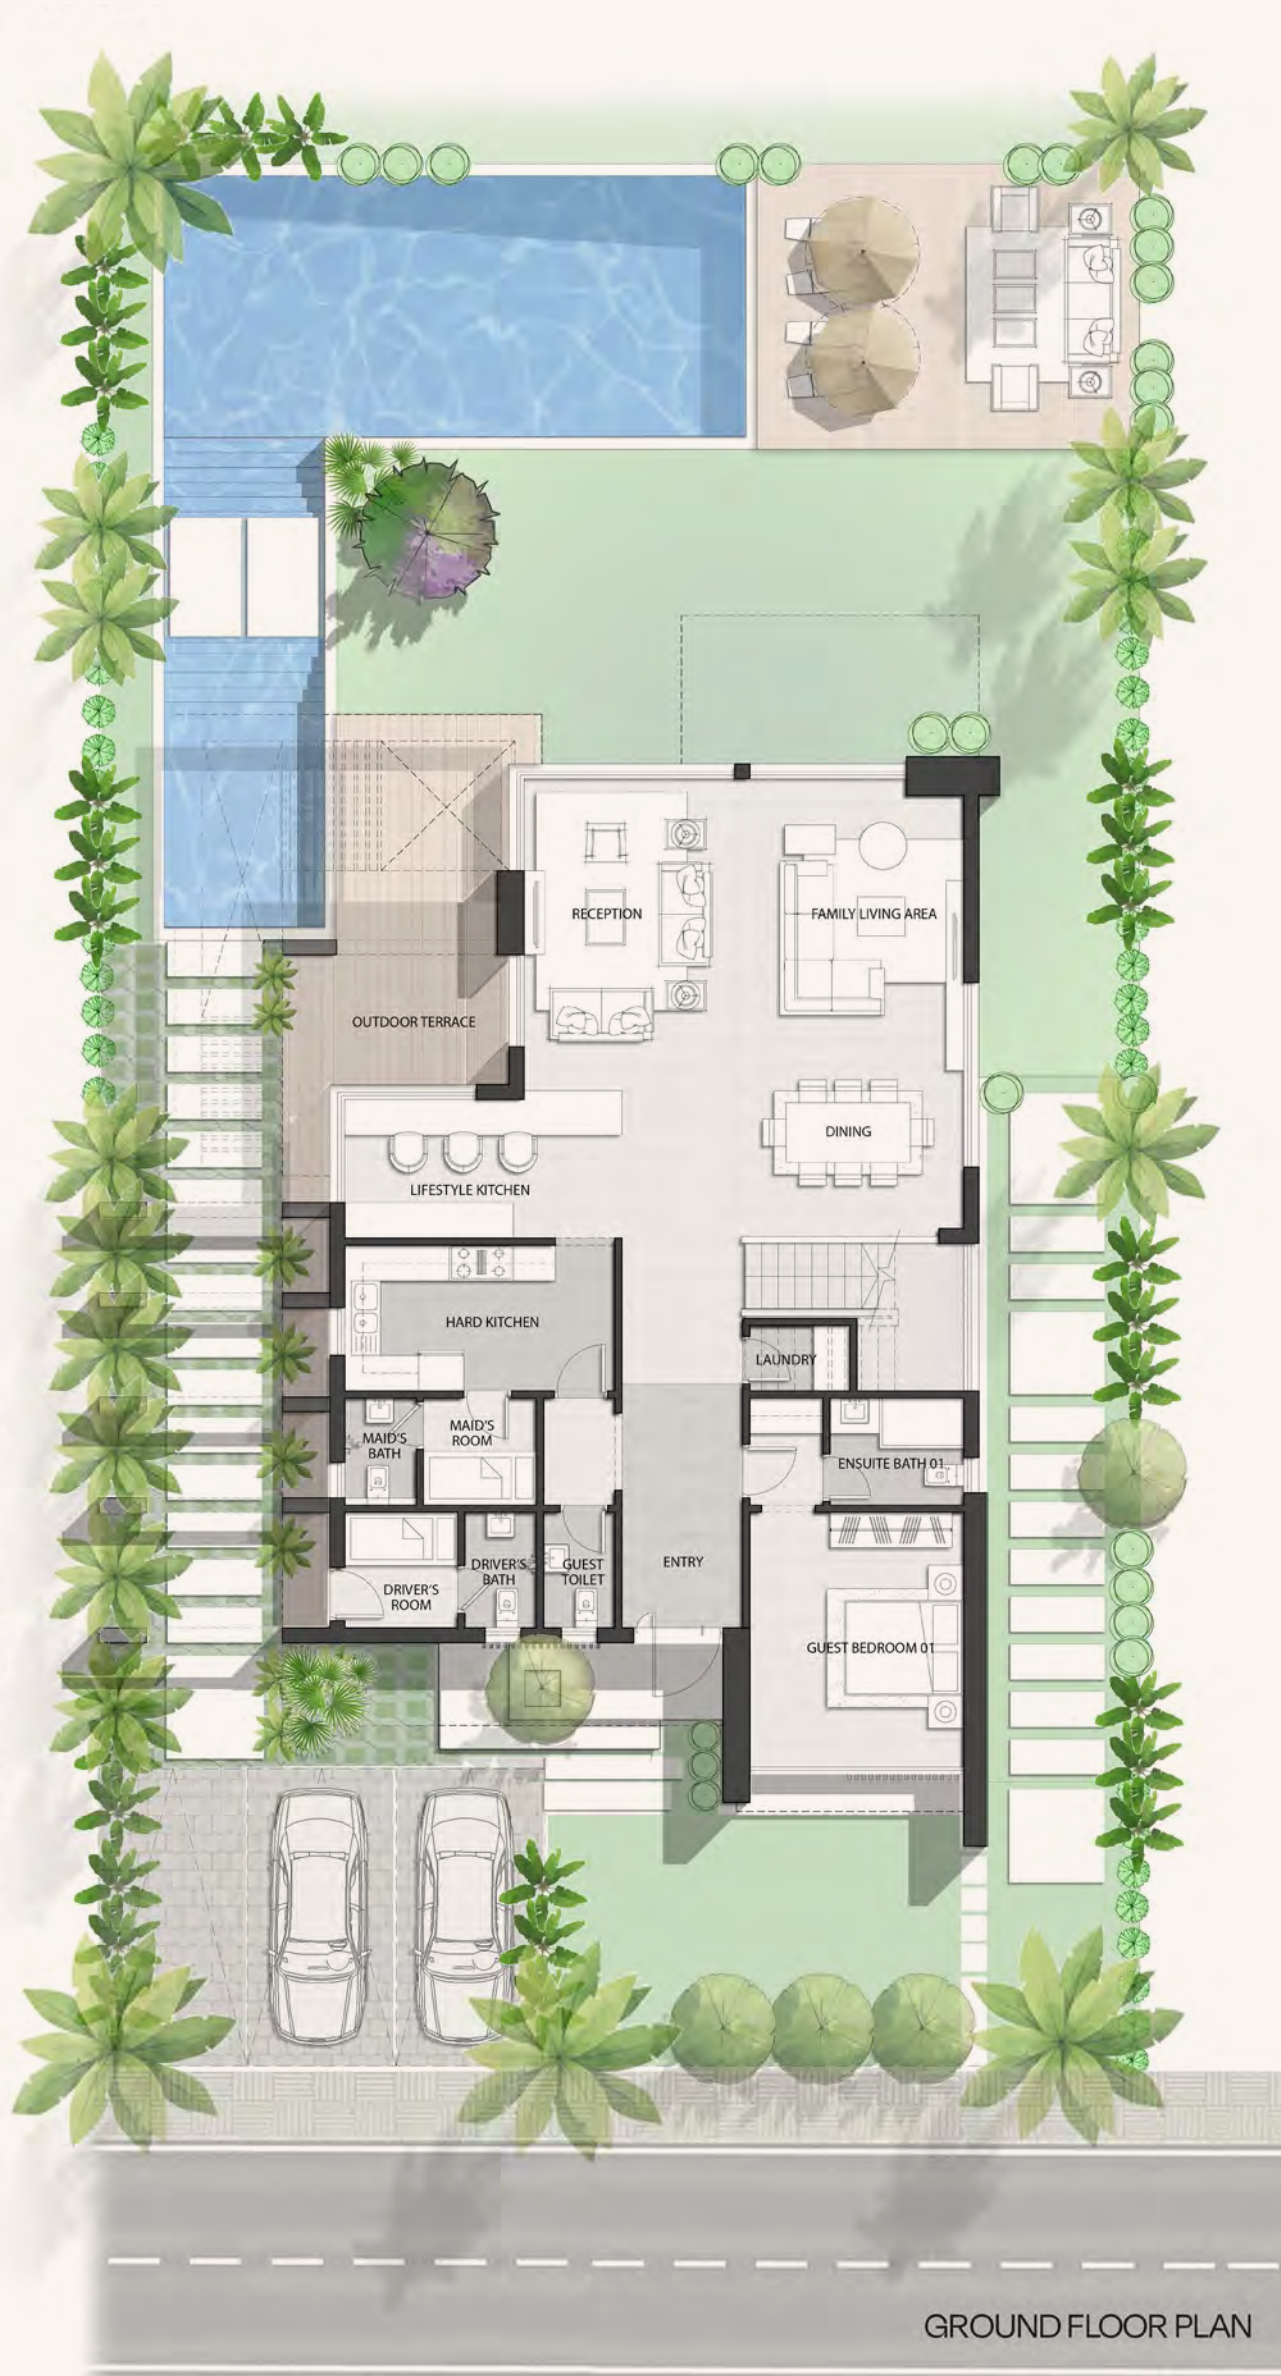 RECEPTION
FAMILY LIVING AREA
OUTDOOR TERRACE
DINING
LIFESTYLE KITCHEN
HARD KITCHEN
LAUNDRY
MAID'S
ROOM
MAID'S
BATH
ENSUITE BATH 01
DRIVER'S
BATH
GUEST
TOILET
ENTRY
DRIVER'S
ROOM
GUEST BEDROOM 01
GROUND FLOOR PLAN